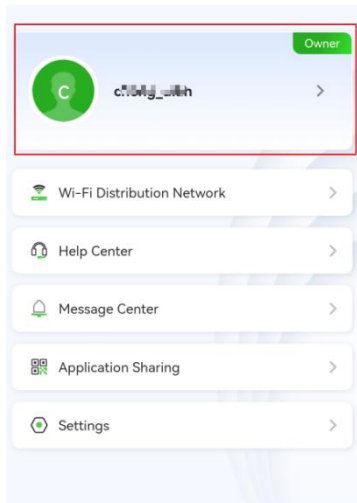 Owner
C
Wi-Fi Distribution Network
Help Center
Message Center
Application Sharing
Settings